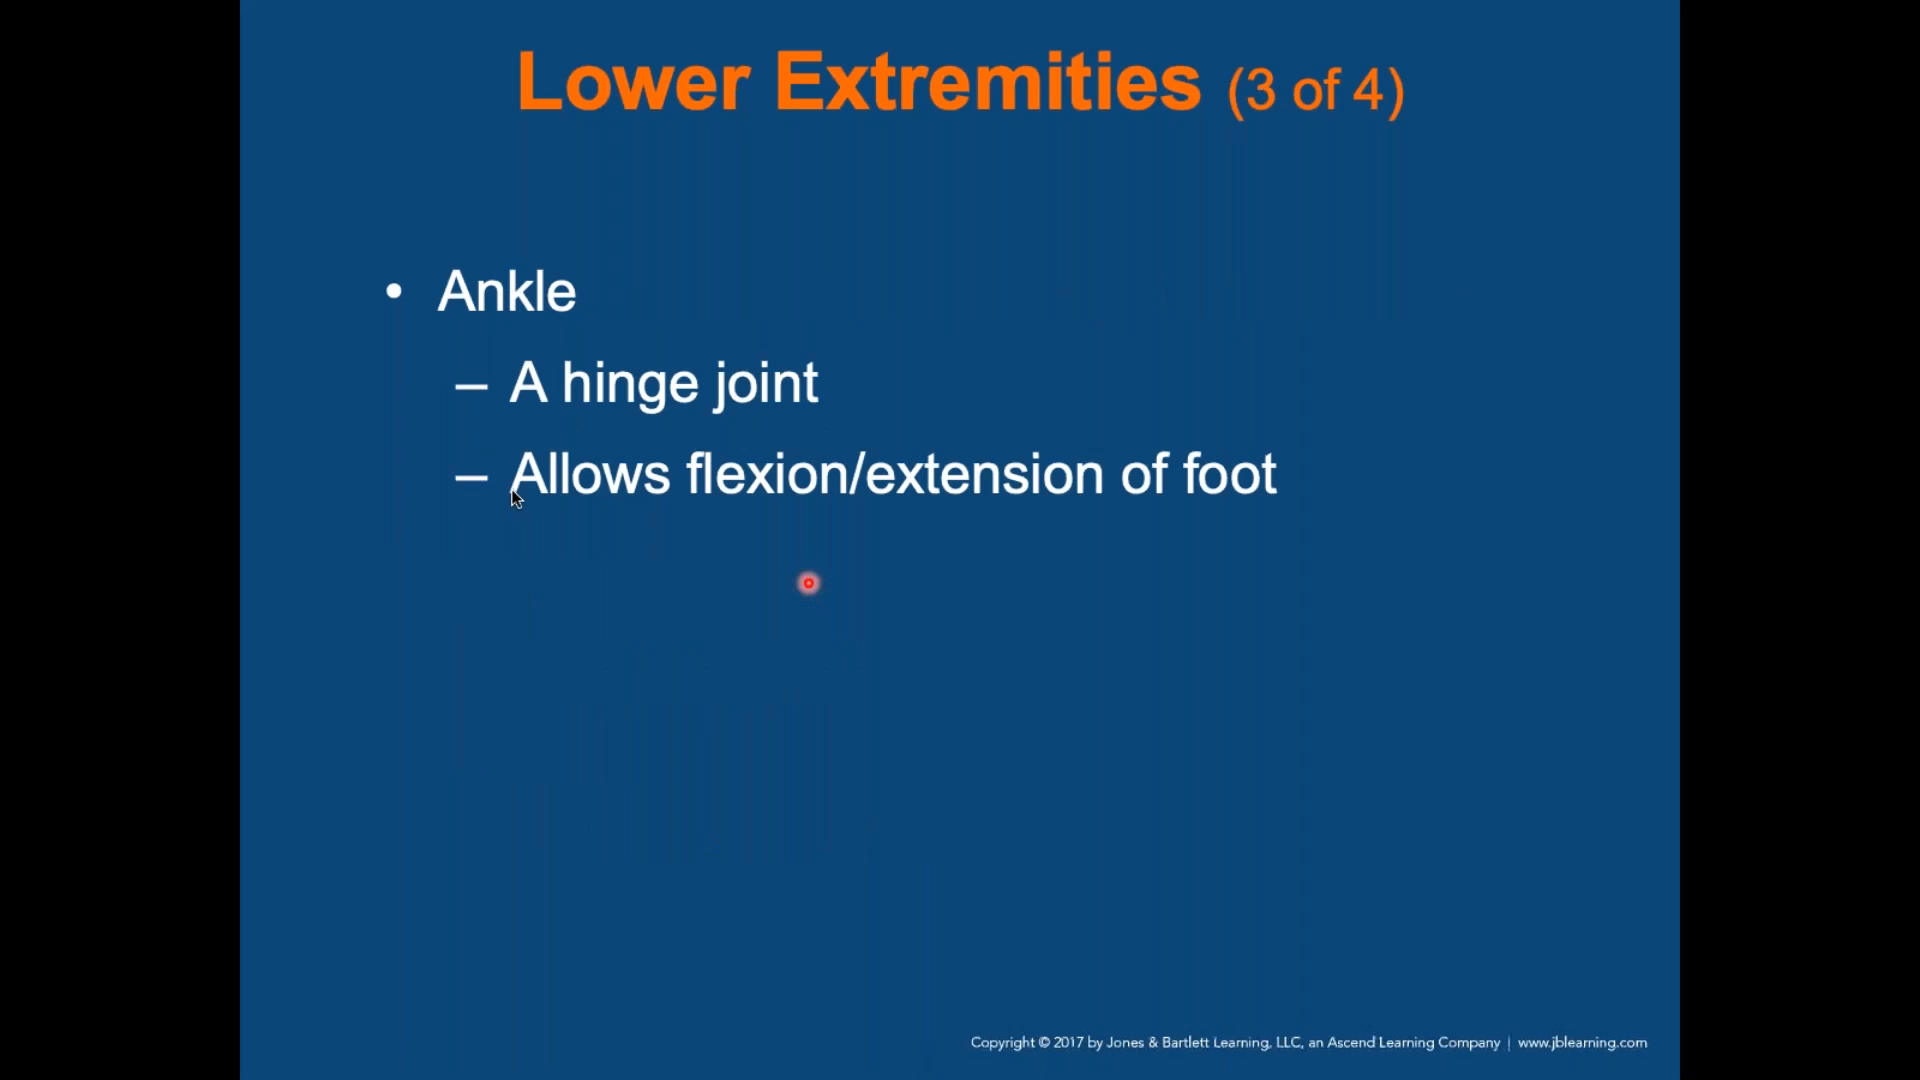 Lower Extremities (3 of 4)
• Ankle
– A hinge joint
– Allows flexion/extension of foot
Copyright © 2017 by Jones & Bartlett Learning, LLC, an Ascend Learning Company | www.jblearning.com